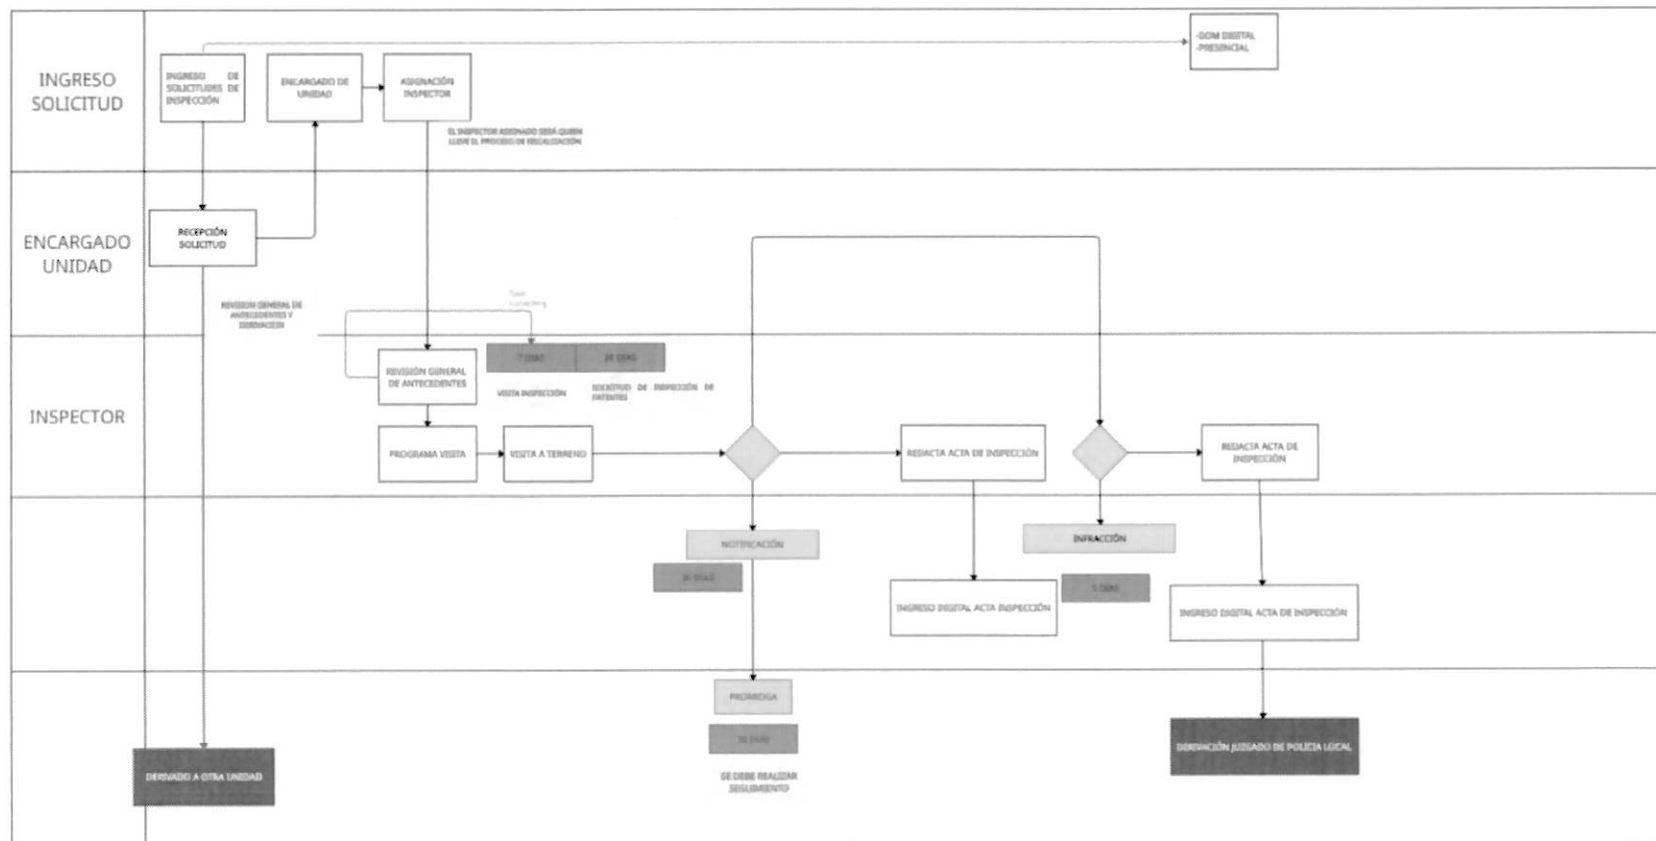 INGRESO
SOLICITUD
INGRESO DE
SOLICITUDES DE
INSPECCIÓN
ENCARGADO DE
UNIDAD
ASIGNACIÓN
INSPECTOR
-DOM DIGITAL
-PRESENCIAL
EL INSPECTOR ASIGNADO SERÁ QUIEN
LLEVE EL PROCESO DE FISCALIZACIÓN
ENCARGADO
UNIDAD
RECEPCIÓN
SOLICITUD
REVISION GENERAL DE
ANTECEDENTES Y
DERIVACION
INSPECTOR
REVISIÓN GENERAL
DE ANTECEDENTES
7 DIAS
DIAS
VISITA INSPECCIÓN
SOLICITUD DE INSPECCIÓN DE
PATENTES
PROGRAMA VISITA
VISITA A TERRENO
REDACTA ACTA DE INSPECCIÓN
REDACTA ACTA DE
INSPECCIÓN
NOTIFICACIÓN
DIAS
INFRACCIÓN
DIAS
INGRESO DIGITAL ACTA INSPECCIÓN
INGRESO DIGITAL ACTA DE INSPECCIÓN
PRORROGA
DIAS
SE DEBE REALIZAR
SEGUIMIENTO
DERIVADO A OTRA UNIDAD
DERIVACIÓN JUZGADO DE POLICIA LOCAL